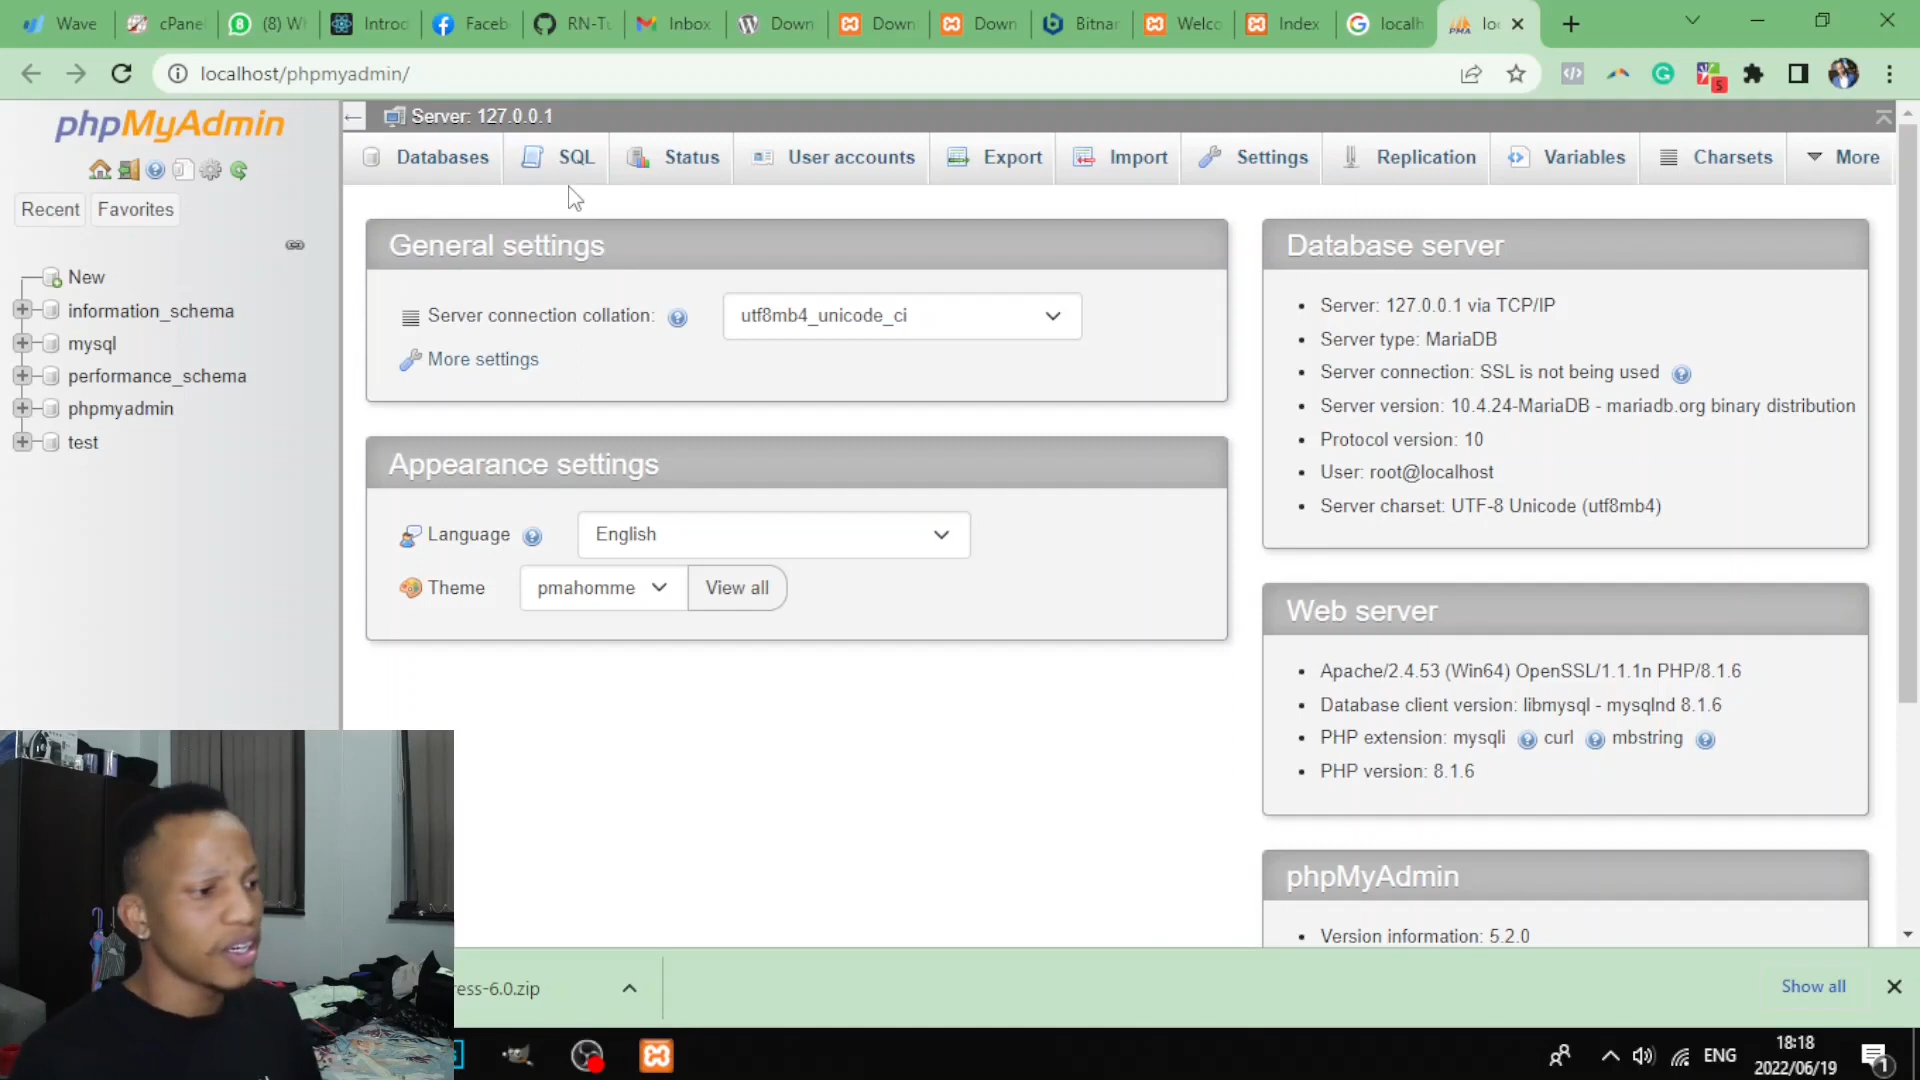 Wave
cPane
(8) W
Introd
Faceb
RN-Tu
Inbox
Down
Down
Down
Bitnar
Welco
Index
localh
loc
localhost/phpmyadmin/
5
phpMyAdmin
Recent
Favorites
New
information_schema
mysql
performance_schema
phpmyadmin
test
Server: 127.0.0.1
Databases
SQL
Status
User accounts
Export
Import
Settings
Replication
Variables
Charsets
More
General settings
Server connection collation:
utf8mb4_unicode_ci
More settings
Appearance settings
Language
English
Theme
pmahomme
View all
Database server
Server: 127.0.0.1 via TCP/IP
Server type: MariaDB
Server connection: SSL is not being used
Server version: 10.4.24-MariaDB - mariadb.org binary distribution
Protocol version: 10
User: root@localhost
Server charset: UTF-8 Unicode (utf8mb4)
Web server
Apache/2.4.53 (Win64) OpenSSL/1.1.1n PHP/8.1.6
Database client version: libmysql - mysqlnd 8.1.6
PHP extension: mysqli curl mbstring
PHP version: 8.1.6
phpMyAdmin
Version information: 5.2.0
ress-6.0.zip
Show all
ENG
18:18
2022/06/19
1